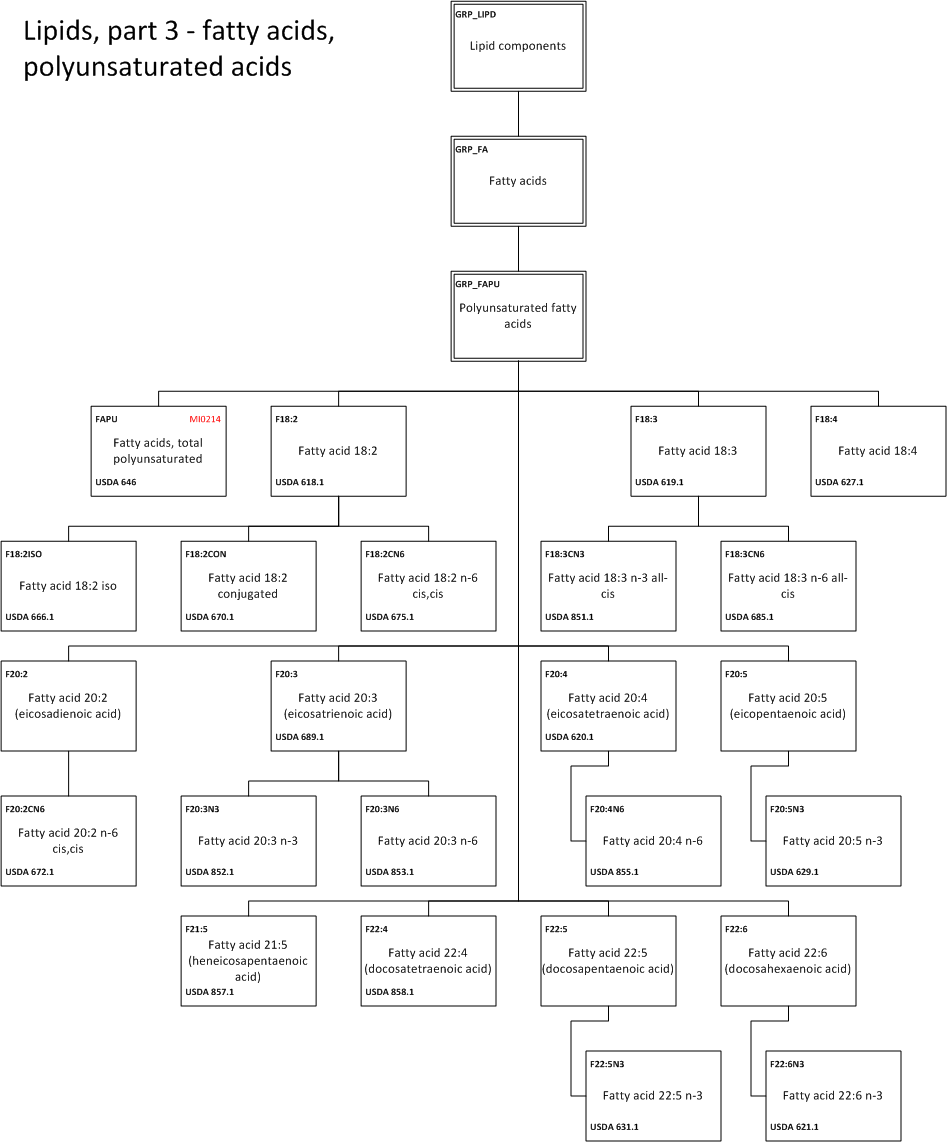 Lipids, part 3 - fatty acids,
polyunsaturated acids
GRP_LIPD
Lipid components
GRP_FA
Fatty acids
GRP_FAPU
Polyunsaturated fatty
acids
FAPU MI0214
Fatty acids, total
polyunsaturated
USDA 646
F18:2
Fatty acid 18:2
USDA 618.1
F18:3
Fatty acid 18:3
USDA 619.1
F18:4
Fatty acid 18:4
USDA 627.1
F18:2ISO
Fatty acid 18:2 iso
USDA 666.1
F18:2CON
Fatty acid 18:2
conjugated
USDA 670.1
F18:2CN6
Fatty acid 18:2 n-6
cis,cis
USDA 675.1
F18:3CN3
Fatty acid 18:3 n-3 all-
cis
USDA 851.1
F18:3CN6
Fatty acid 18:3 n-6 all-
cis
USDA 685.1
F20:2
Fatty acid 20:2
(eicosadienoic acid)
F20:3
Fatty acid 20:3
(eicosatrienoic acid)
USDA 689.1
F20:4
Fatty acid 20:4
(eicosatetraenoic acid)
USDA 620.1
F20:5
Fatty acid 20:5
(eicopentaenoic acid)
F20:2CN6
Fatty acid 20:2 n-6
cis,cis
USDA 672.1
F20:3N3
Fatty acid 20:3 n-3
USDA 852.1
F20:3N6
Fatty acid 20:3 n-6
USDA 853.1
F20:4N6
Fatty acid 20:4 n-6
USDA 855.1
F20:5N3
Fatty acid 20:5 n-3
USDA 629.1
F21:5
Fatty acid 21:5
(heneicosapentaenoic
acid)
USDA 857.1
F22:4
Fatty acid 22:4
(docosatetraenoic acid)
USDA 858.1
F22:5
Fatty acid 22:5
(docosapentaenoic acid)
F22:6
Fatty acid 22:6
(docosahexaenoic acid)
F22:5N3
Fatty acid 22:5 n-3
USDA 631.1
F22:6N3
Fatty acid 22:6 n-3
USDA 621.1